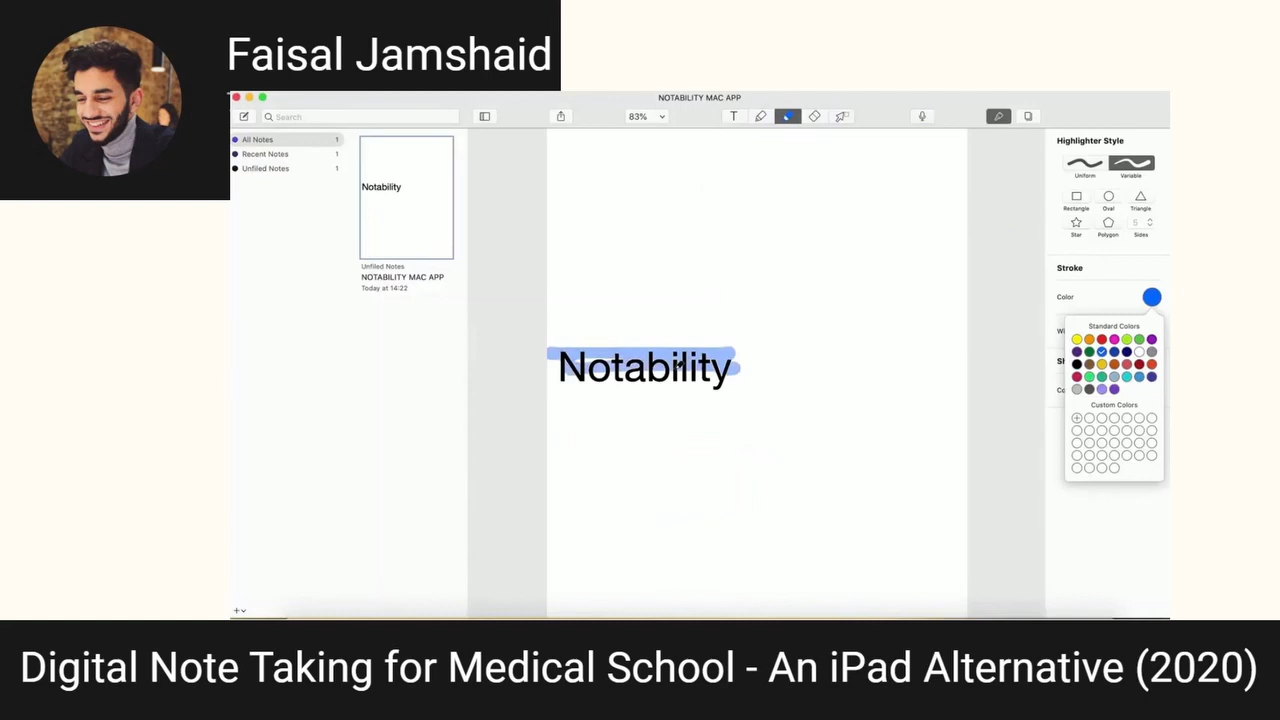 Faisal Jamshaid
NOTABILITY MAC APP
Search
83%
T
All Notes 1
Recent Notes 1
Unfiled Notes 1
Notability
Unfiled Notes
NOTABILITY MAC APP
Today at 14:22
Notability
Highlighter Style
Uniform Variable
Rectangle Oval Triangle
5
Star Polygon Sides
Stroke
Color
Standard Colors
Custom Colors
Digital Note Taking for Medical School - An iPad Alternative (2020)